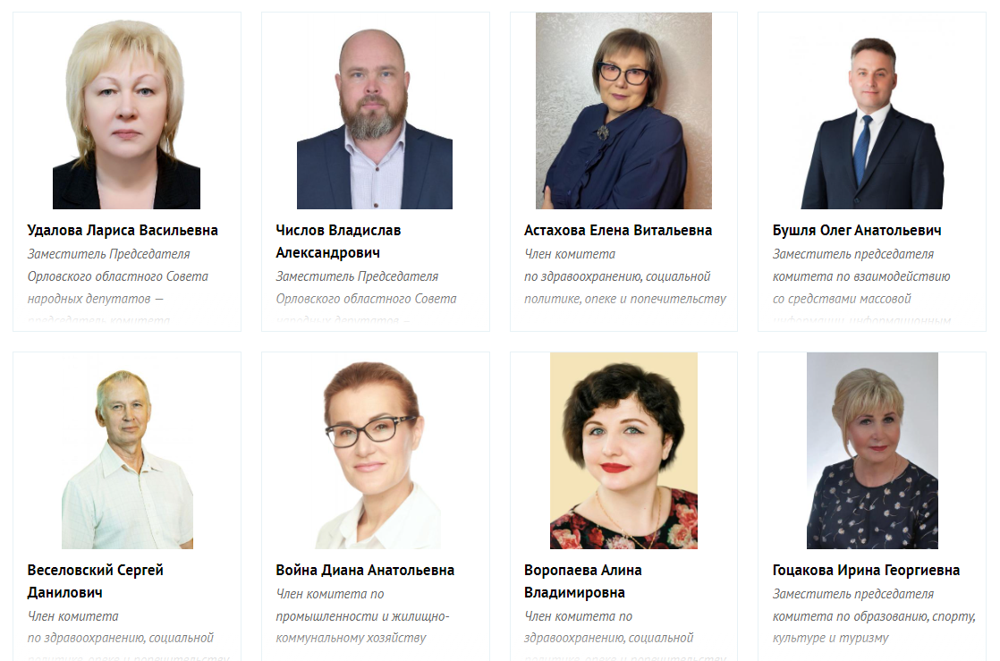 Удалова Лариса Васильевна
Заместитель Председателя
Орловского областного Совета
народных депутатов —
председатель комитета
Числов Владислав
Александрович
Заместитель Председателя
Орловского областного Совета
народных депутатов –
Астахова Елена Витальевна
Член комитета
по здравоохранению, социальной
политике, опеке и попечительству
Бушля Олег Анатольевич
Заместитель председателя
комитета по взаимодействию
со средствами массовой
информации, информационным
Веселовский Сергей
Данилович
Член комитета
по здравоохранению, социальной
политике, опеке и попечительству
Война Диана Анатольевна
Член комитета по
промышленности и жилищно-
коммунальному хозяйству
Воропаева Алина
Владимировна
Член комитета по
здравоохранению, социальной
политике, опеке и попечительству
Гоцакова Ирина Георгиевна
Заместитель председателя
комитета по образованию, спорту,
культуре и туризму